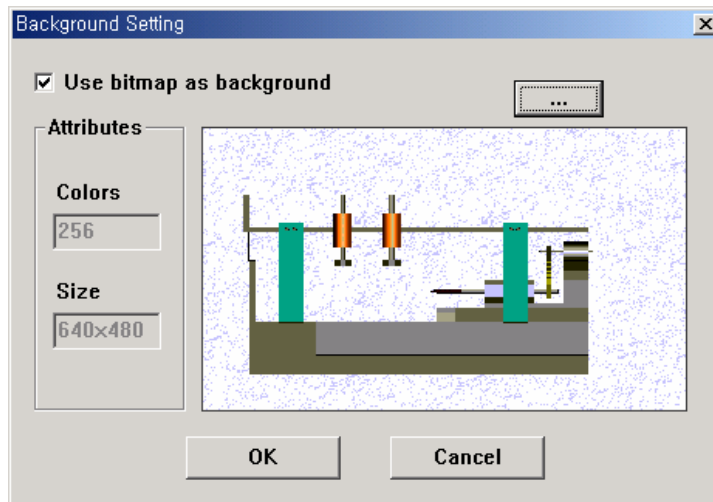 Background Setting
Use bitmap as background
...
Attributes
Colors
256
Size
640×480
OK
Cancel